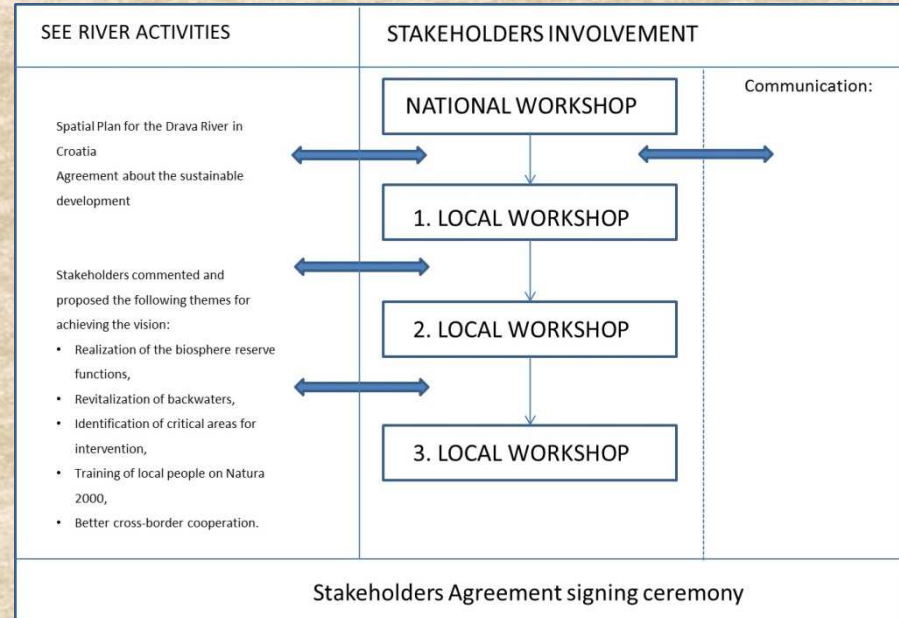 SEE RIVER ACTIVITIES
STAKEHOLDERS INVOLVEMENT
Spatial Plan for the Drava River in
Croatia
Agreement about the sustainable
development
Stakeholders commented and
proposed the following themes for
achieving the vision:
• Realization of the biosphere reserve
functions,
• Revitalization of backwaters,
• Identification of critical areas for
intervention,
• Training of local people on Natura
2000,
• Better cross-border cooperation.
NATIONAL WORKSHOP
1. LOCAL WORKSHOP
2. LOCAL WORKSHOP
3. LOCAL WORKSHOP
Communication:
Stakeholders Agreement signing ceremony